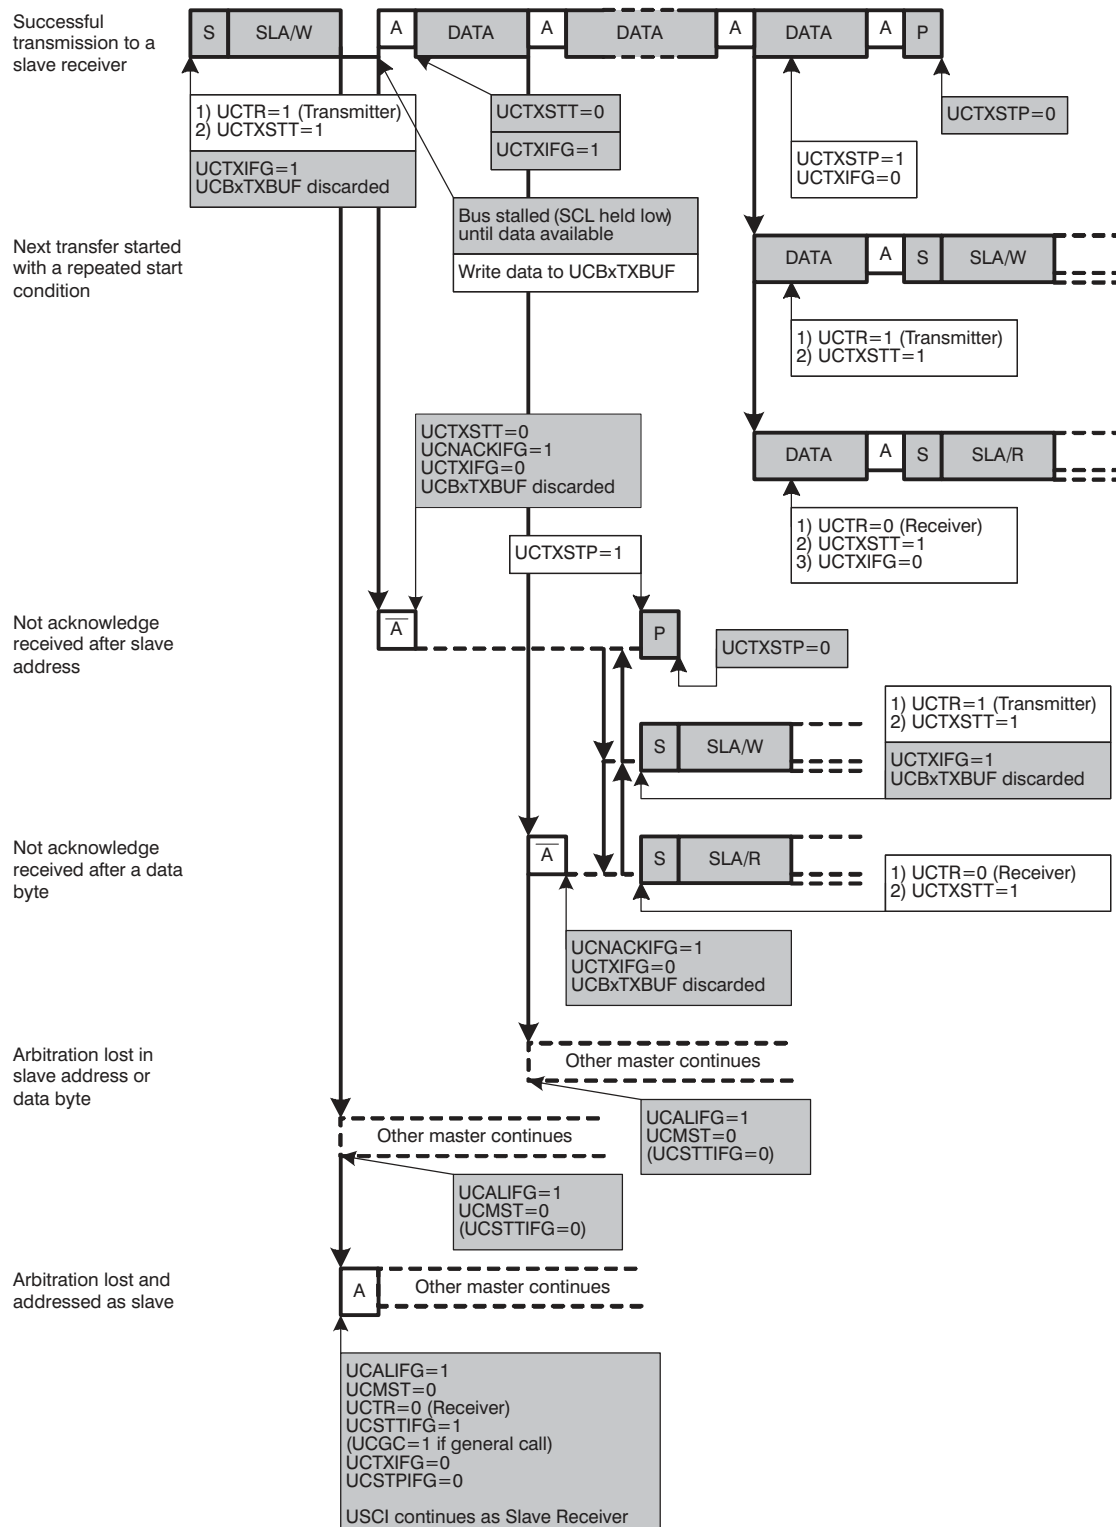 Successful
transmission to a
slave receiver
S SLA/W A DATA A DATA A DATA A P
1) UCTR=1 (Transmitter)
2) UCTXSTT=1
UCTXIFG=1
UCBxTXBUF discarded
UCTXSTT=0
UCTXIFG=1
Bus stalled (SCL held low)
until data available
Write data to UCBxTXBUF
UCTXSTP=1
UCTXIFG=0
UCTXSTP=0
Next transfer started
with a repeated start
condition
DATA A S SLA/W
1) UCTR=1 (Transmitter)
2) UCTXSTT=1
DATA A S SLA/R
1) UCTR=0 (Receiver)
2) UCTXSTT=1
3) UCTXIFG=0
UCTXSTT=0
UCNACKIFG=1
UCTXIFG=0
UCBxTXBUF discarded
UCTXSTP=1
Not acknowledge
received after slave
address
A̅ P
UCTXSTP=0
S SLA/W
1) UCTR=1 (Transmitter)
2) UCTXSTT=1
UCTXIFG=1
UCBxTXBUF discarded
Not acknowledge
received after a data
byte
A̅ S SLA/R
1) UCTR=0 (Receiver)
2) UCTXSTT=1
UCNACKIFG=1
UCTXIFG=0
UCBxTXBUF discarded
Arbitration lost in
slave address or
data byte
Other master continues
UCALIFG=1
UCMST=0
(UCSTTIFG=0)
Other master continues
UCALIFG=1
UCMST=0
(UCSTTIFG=0)
Arbitration lost and
addressed as slave
A Other master continues
UCALIFG=1
UCMST=0
UCTR=0 (Receiver)
UCSTTIFG=1
(UCGC=1 if general call)
UCTXIFG=0
UCSTPIFG=0
USCI continues as Slave Receiver